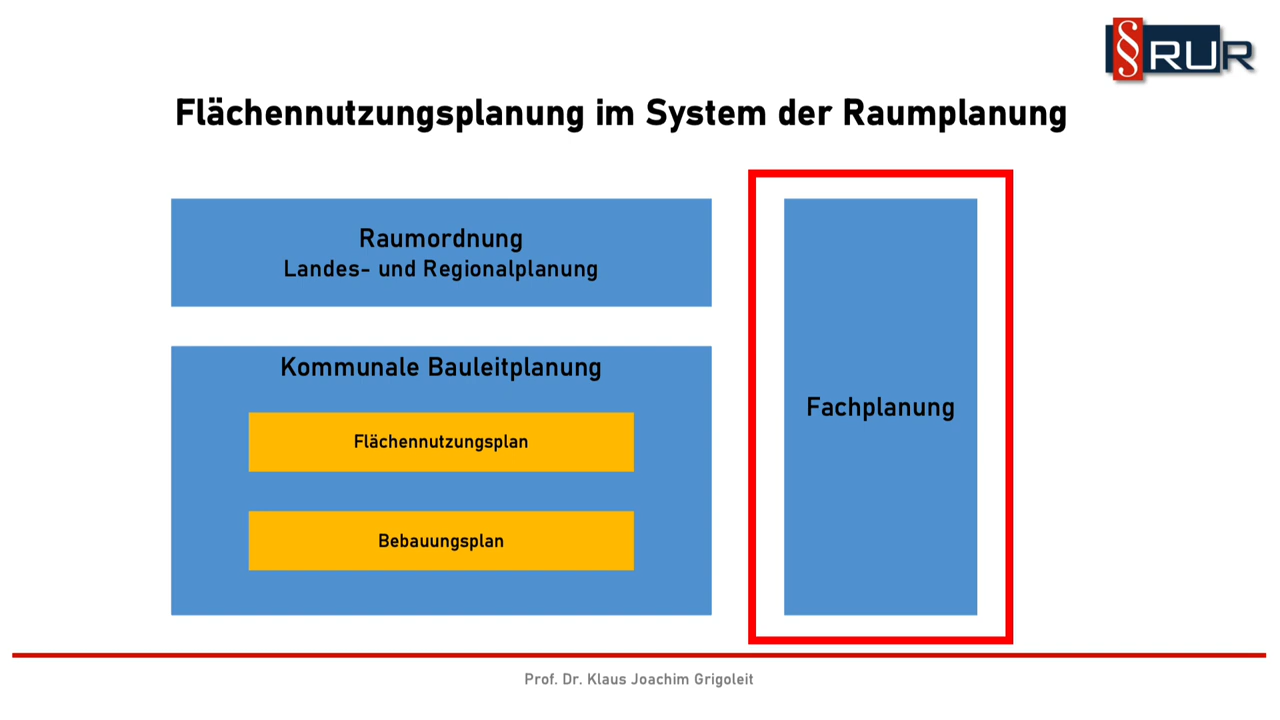 §RUR
Flächennutzungsplanung im System der Raumplanung
Raumordnung
Landes- und Regionalplanung
Kommunale Bauleitplanung
Flächennutzungsplan
Bebauungsplan
Fachplanung
Prof. Dr. Klaus Joachim Grigoleit